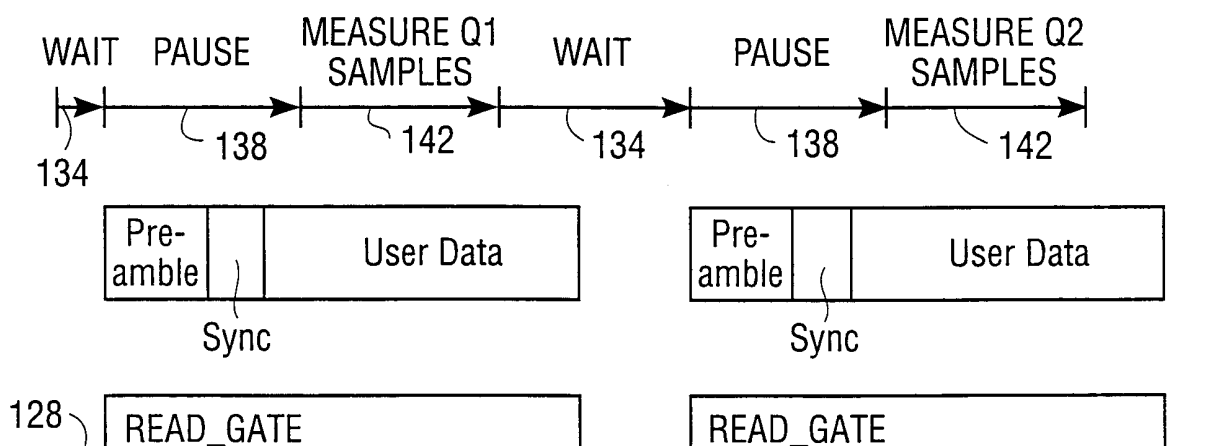 WAIT PAUSE MEASURE Q1 SAMPLES WAIT PAUSE MEASURE Q2 SAMPLES
134 138 142 134 138 142
Pre-amble User Data Pre-amble User Data
Sync Sync
128 READ_GATE READ_GATE